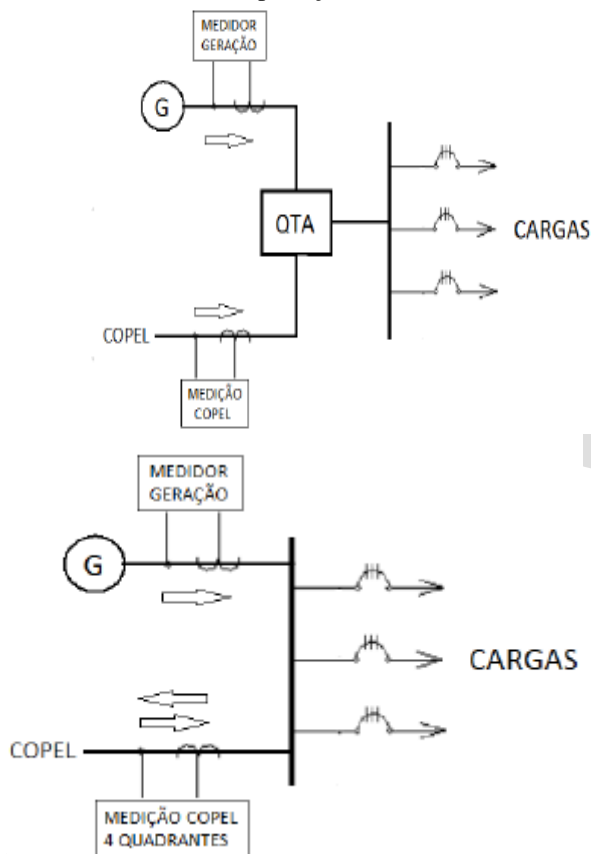 MEDIDOR
GERAÇÃO
G
QTA
CARGAS
COPEL
MEDIÇÃO
COPEL
MEDIDOR
GERAÇÃO
G
CARGAS
COPEL
MEDIÇÃO COPEL
4 QUADRANTES